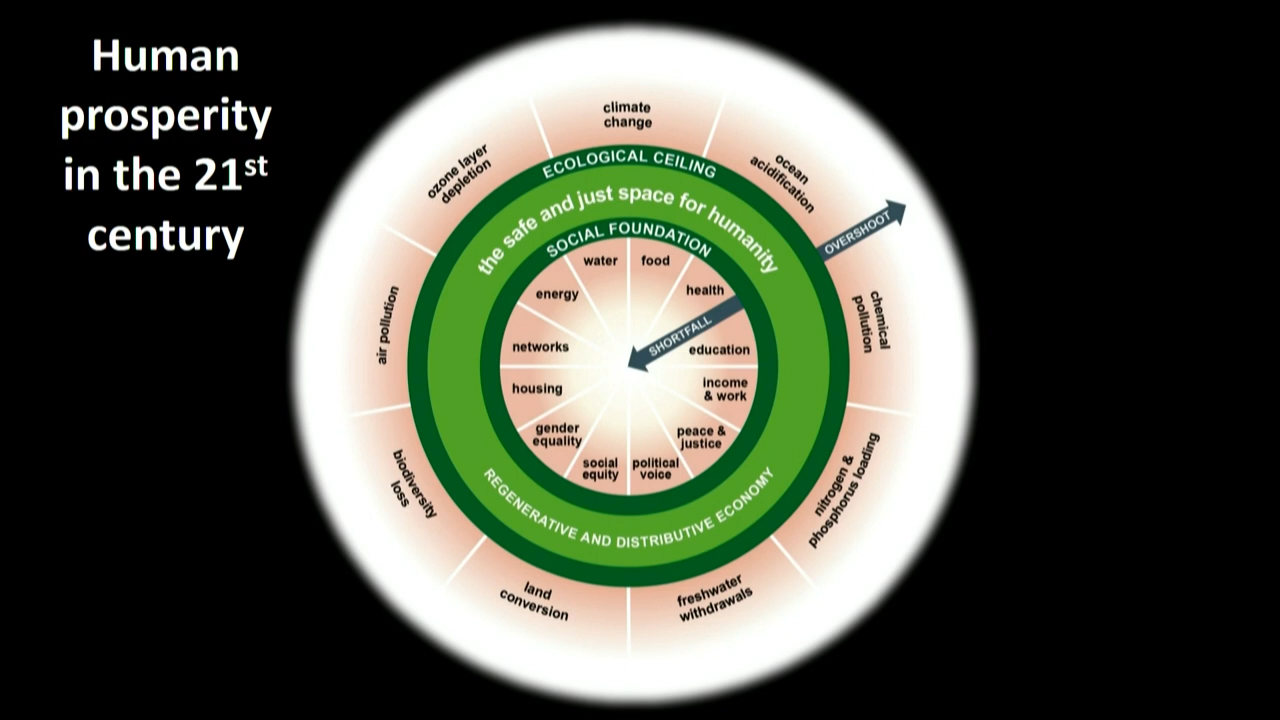 Human
prosperity
in the 21st
century
climate
change
ocean
acidification
chemical
pollution
nitrogen &
phosphorus loading
freshwater
withdrawals
land
conversion
biodiversity
loss
air pollution
ozone layer
depletion
OVERSHOOT
ECOLOGICAL CEILING
the safe and just space for humanity
SOCIAL FOUNDATION
water
food
health
SHORTFALL
education
income
& work
peace &
justice
political
voice
social
equity
gender
equality
housing
networks
energy
REGENERATIVE AND DISTRIBUTIVE ECONOMY